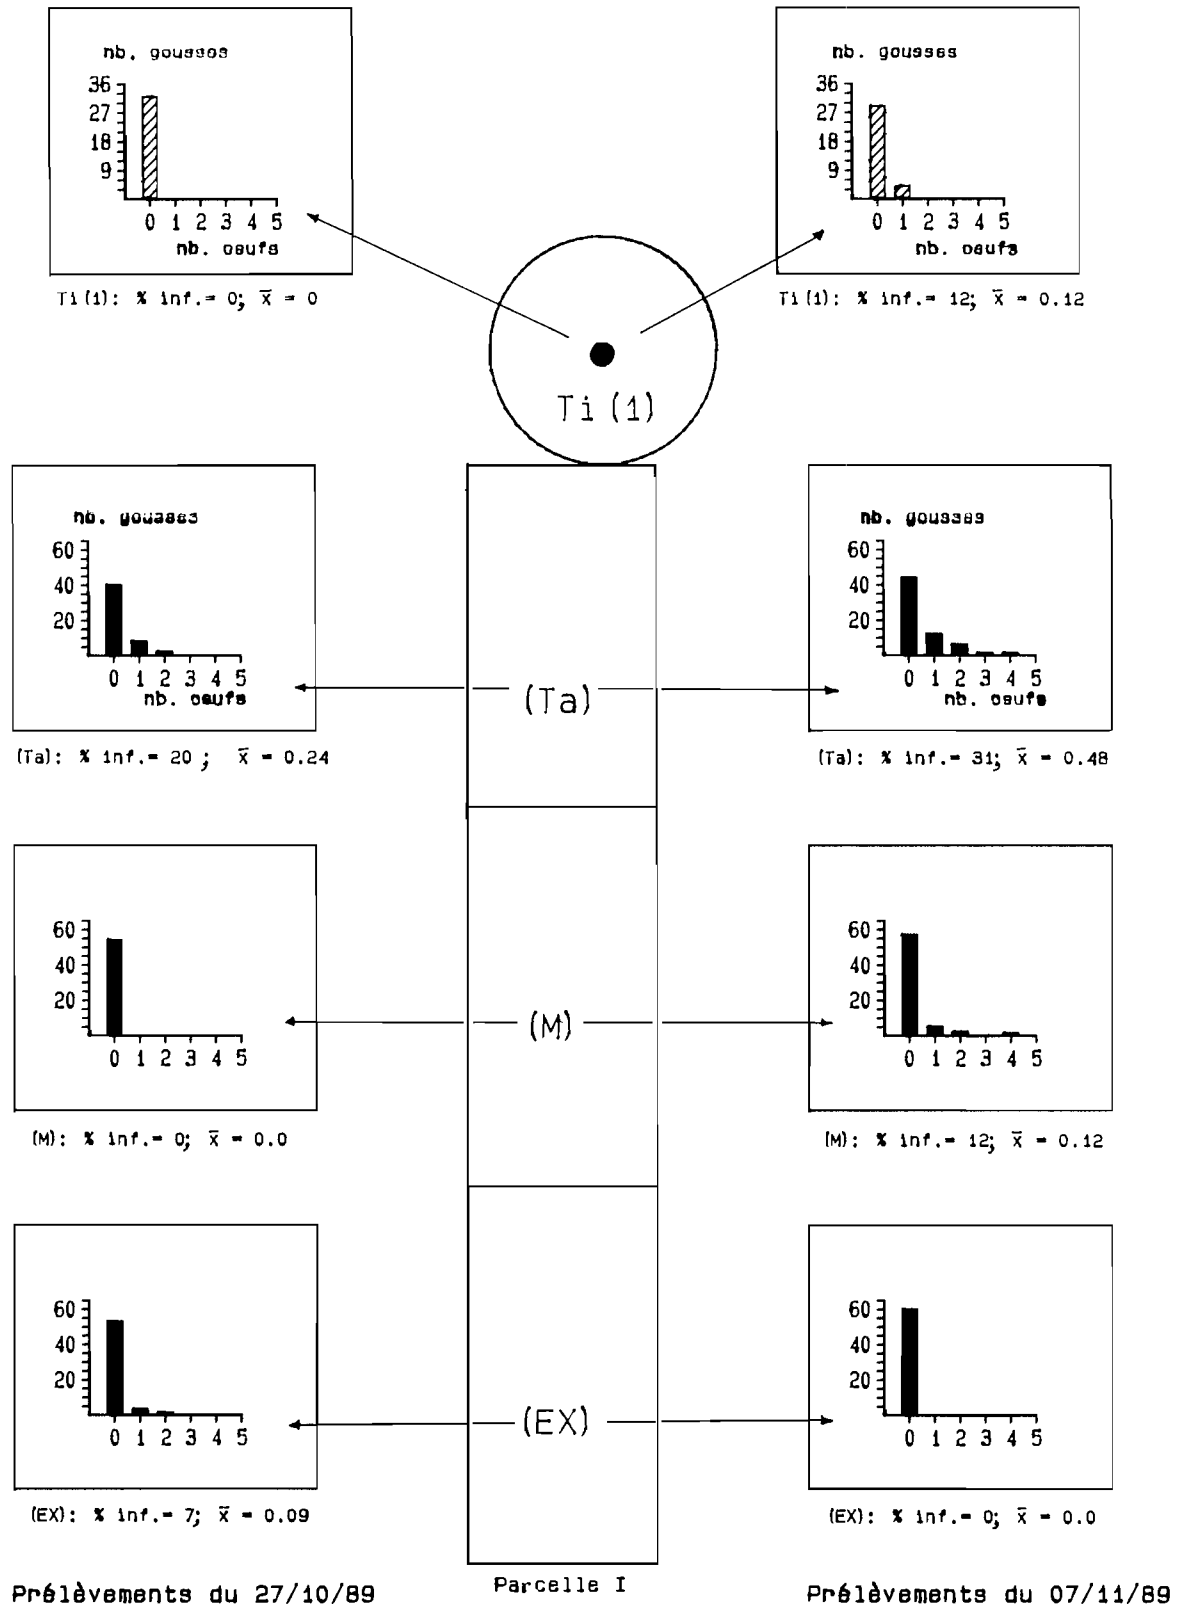 nb. gousses
36
27
18
9
0 1 2 3 4 5
nb. oeufs
Ti(1): % inf.= 0; x̄ = 0
nb. gousses
36
27
18
9
0 1 2 3 4 5
nb. oeufs
Ti(1): % inf.= 12; x̄ = 0.12
Ti(1)
nb. gousses
60
40
20
0 1 2 3 4 5
nb. oeufs
(Ta): % inf.= 20 ; x̄ = 0.24
(Ta)
nb. gousses
60
40
20
0 1 2 3 4 5
nb. oeufs
(Ta): % inf.= 31; x̄ = 0.48
60
40
20
0 1 2 3 4 5
(M): % inf.= 0; x̄ = 0.0
(M)
60
40
20
0 1 2 3 4 5
(M): % inf.= 12; x̄ = 0.12
60
40
20
0 1 2 3 4 5
(EX): % inf.= 7; x̄ = 0.09
(EX)
60
40
20
0 1 2 3 4 5
(EX): % inf.= 0; x̄ = 0.0
Prélèvements du 27/10/89
Parcelle I
Prélèvements du 07/11/89